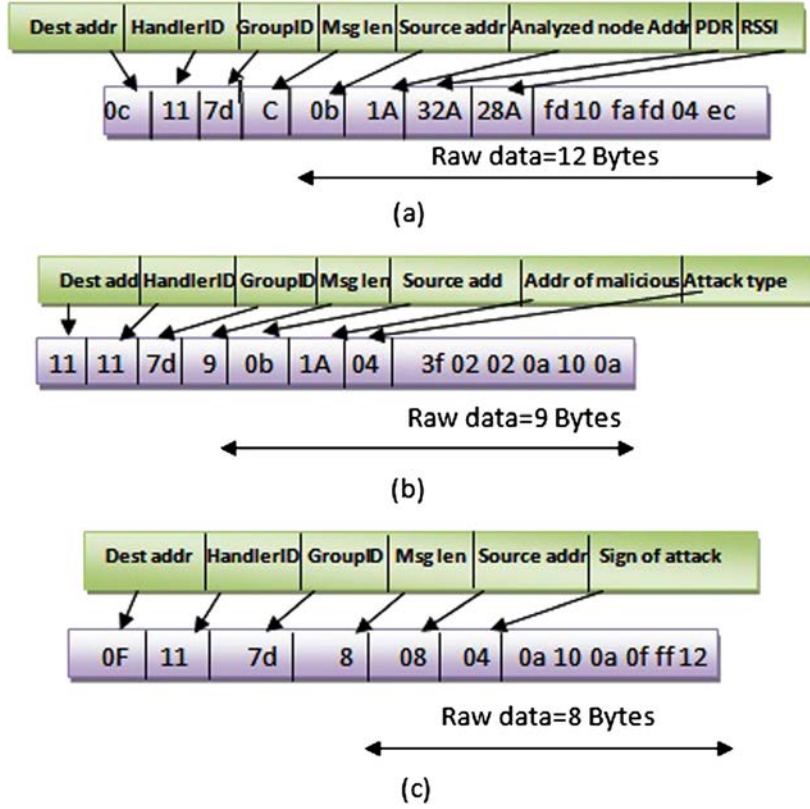 Dest addr HandlerID GroupID Msg len Source addr Analyzed node Addr PDR RSSI
0c 11 7d C 0b 1A 32A 28A fd 10 fa fd 04 ec
Raw data=12 Bytes
(a)
Dest add HandlerID GroupID Msg len Source add Addr of malicious Attack type
11 11 7d 9 0b 1A 04 3f 02 02 0a 10 0a
Raw data=9 Bytes
(b)
Dest addr HandlerID GroupID Msg len Source addr Sign of attack
0F 11 7d 8 08 04 0a 10 0a 0f ff 12
Raw data=8 Bytes
(c)